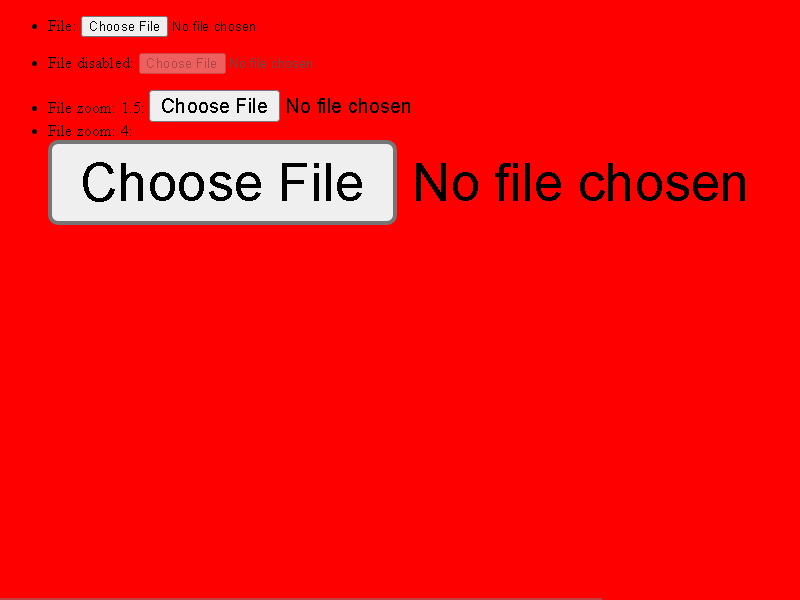 File: Choose File No file chosen
File disabled: Choose File No file chosen
File zoom: 1.5: Choose File No file chosen
File zoom: 4
Choose File No file chosen